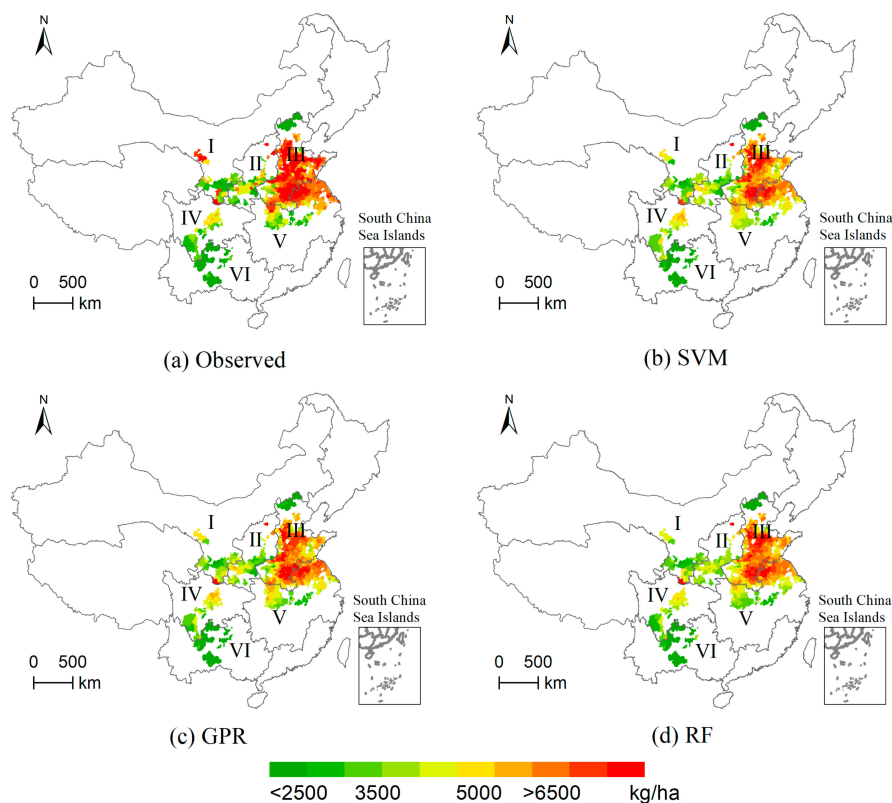 N
N
I
II
III
IV
V
VI
South China
Sea Islands
0 500
km
(a) Observed
I
II
III
IV
V
VI
South China
Sea Islands
0 500
km
(b) SVM
N
N
I
II
III
IV
V
VI
South China
Sea Islands
0 500
km
(c) GPR
I
II
III
IV
V
VI
South China
Sea Islands
0 500
km
(d) RF
<2500 3500 5000 >6500 kg/ha